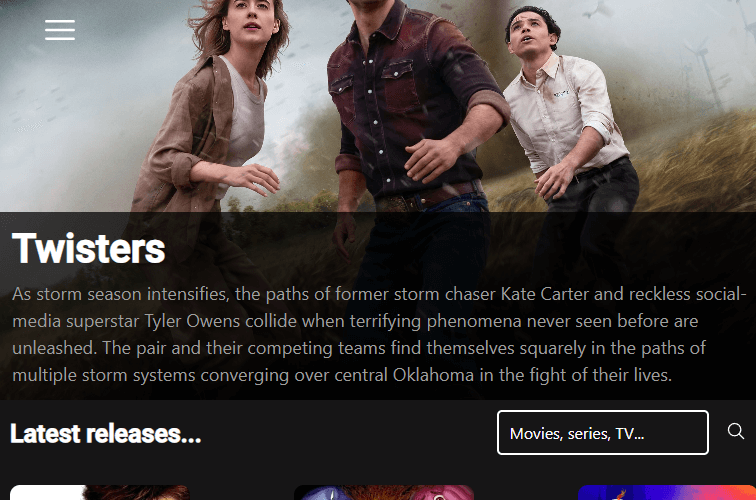 Twisters
As storm season intensifies, the paths of former storm chaser Kate Carter and reckless social-
media superstar Tyler Owens collide when terrifying phenomena never seen before are
unleashed. The pair and their competing teams find themselves squarely in the paths of
multiple storm systems converging over central Oklahoma in the fight of their lives.
Latest releases...
Movies, series, TV...